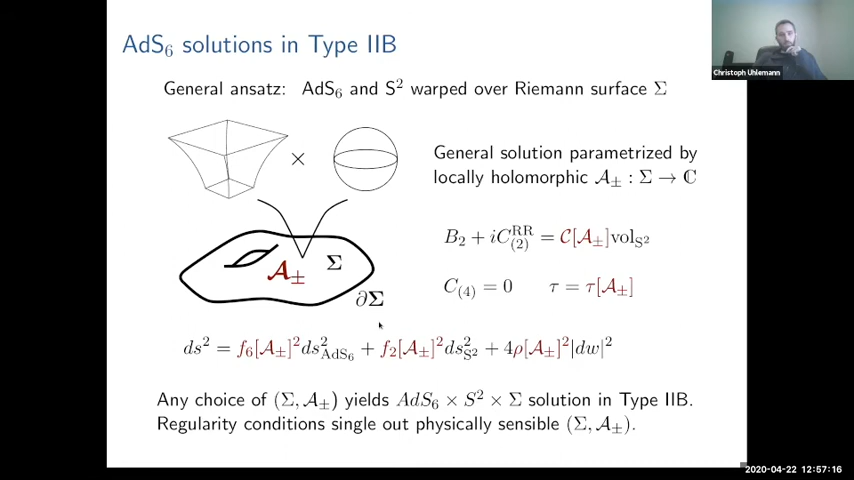 AdS₆ solutions in Type IIB
Christoph Uhlemann
General ansatz: AdS₆ and S² warped over Riemann surface Σ
×
General solution parametrized by
locally holomorphic 𝒜± : Σ → ℂ
B₂ + iC₍₂₎ᴿᴿ = 𝒞[𝒜±]vol_S²
𝒜± Σ
C₍₄₎ = 0 τ = τ[𝒜±]
∂Σ
ds² = f₆[𝒜±]²ds²_AdS₆ + f₂[𝒜±]²ds²_S² + 4ρ[𝒜±]²|dw|²
Any choice of (Σ, 𝒜±) yields AdS₆ × S² × Σ solution in Type IIB.
Regularity conditions single out physically sensible (Σ, 𝒜±).
2020-04-22 12:57:16